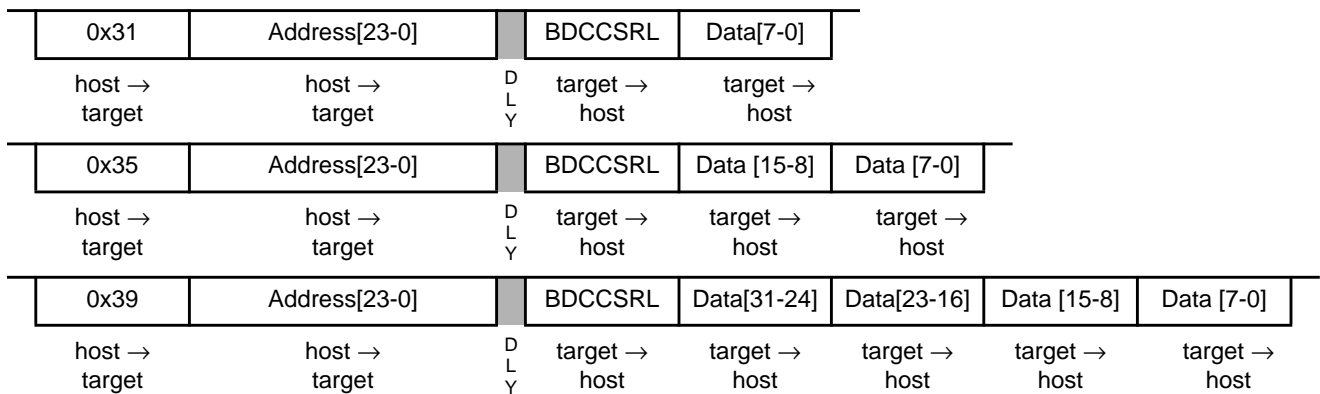 0x31 Address[23-0] BDCCSRL Data[7-0]
host → host → D L Y target → target →
target target host host
0x35 Address[23-0] BDCCSRL Data [15-8] Data [7-0]
host → host → D L Y target → target → target →
target target host host host
0x39 Address[23-0] BDCCSRL Data[31-24] Data[23-16] Data [15-8] Data [7-0]
host → host → D L Y target → target → target → target → target →
target target host host host host host